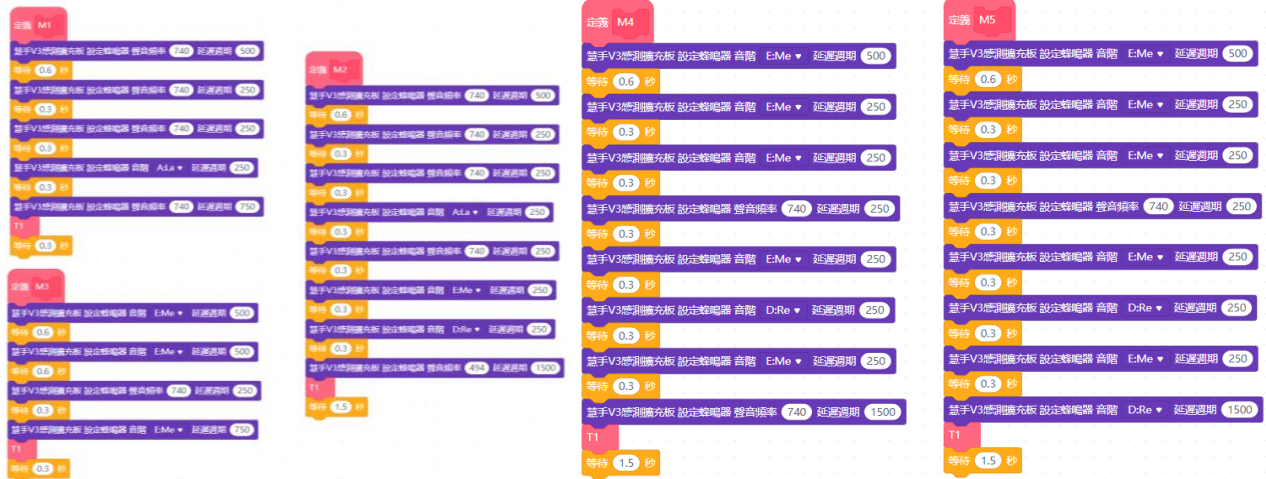 定義 M1
慧手V3感測擴充板 設定蜂鳴器 聲音頻率 740 延遲週期 500
等待 0.6 秒
慧手V3感測擴充板 設定蜂鳴器 聲音頻率 740 延遲週期 250
等待 0.3 秒
慧手V3感測擴充板 設定蜂鳴器 聲音頻率 740 延遲週期 250
等待 0.3 秒
慧手V3感測擴充板 設定蜂鳴器 音階 A:La 延遲週期 250
等待 0.3 秒
慧手V3感測擴充板 設定蜂鳴器 聲音頻率 740 延遲週期 750
T1
等待 0.3 秒
定義 M3
慧手V3感測擴充板 設定蜂鳴器 音階 E:Me 延遲週期 500
等待 0.6 秒
慧手V3感測擴充板 設定蜂鳴器 音階 E:Me 延遲週期 500
等待 0.6 秒
慧手V3感測擴充板 設定蜂鳴器 聲音頻率 740 延遲週期 250
等待 0.3 秒
慧手V3感測擴充板 設定蜂鳴器 音階 E:Me 延遲週期 750
T1
等待 0.3 秒
定義 M2
慧手V3感測擴充板 設定蜂鳴器 聲音頻率 740 延遲週期 500
等待 0.6 秒
慧手V3感測擴充板 設定蜂鳴器 聲音頻率 740 延遲週期 250
等待 0.3 秒
慧手V3感測擴充板 設定蜂鳴器 聲音頻率 740 延遲週期 250
等待 0.3 秒
慧手V3感測擴充板 設定蜂鳴器 音階 A:La 延遲週期 250
等待 0.3 秒
慧手V3感測擴充板 設定蜂鳴器 聲音頻率 740 延遲週期 250
等待 0.3 秒
慧手V3感測擴充板 設定蜂鳴器 音階 E:Me 延遲週期 250
等待 0.3 秒
慧手V3感測擴充板 設定蜂鳴器 音階 D:Re 延遲週期 250
等待 0.3 秒
慧手V3感測擴充板 設定蜂鳴器 聲音頻率 494 延遲週期 1500
T1
等待 1.5 秒
定義 M4
慧手V3感測擴充板 設定蜂鳴器 音階 E:Me 延遲週期 500
等待 0.6 秒
慧手V3感測擴充板 設定蜂鳴器 音階 E:Me 延遲週期 250
等待 0.3 秒
慧手V3感測擴充板 設定蜂鳴器 音階 E:Me 延遲週期 250
等待 0.3 秒
慧手V3感測擴充板 設定蜂鳴器 聲音頻率 740 延遲週期 250
等待 0.3 秒
慧手V3感測擴充板 設定蜂鳴器 音階 E:Me 延遲週期 250
等待 0.3 秒
慧手V3感測擴充板 設定蜂鳴器 音階 D:Re 延遲週期 250
等待 0.3 秒
慧手V3感測擴充板 設定蜂鳴器 音階 E:Me 延遲週期 250
等待 0.3 秒
慧手V3感測擴充板 設定蜂鳴器 聲音頻率 740 延遲週期 1500
T1
等待 1.5 秒
定義 M5
慧手V3感測擴充板 設定蜂鳴器 音階 E:Me 延遲週期 500
等待 0.6 秒
慧手V3感測擴充板 設定蜂鳴器 音階 E:Me 延遲週期 250
等待 0.3 秒
慧手V3感測擴充板 設定蜂鳴器 音階 E:Me 延遲週期 250
等待 0.3 秒
慧手V3感測擴充板 設定蜂鳴器 聲音頻率 740 延遲週期 250
等待 0.3 秒
慧手V3感測擴充板 設定蜂鳴器 音階 E:Me 延遲週期 250
等待 0.3 秒
慧手V3感測擴充板 設定蜂鳴器 音階 D:Re 延遲週期 250
等待 0.3 秒
慧手V3感測擴充板 設定蜂鳴器 音階 E:Me 延遲週期 250
等待 0.3 秒
慧手V3感測擴充板 設定蜂鳴器 音階 D:Re 延遲週期 1500
T1
等待 1.5 秒